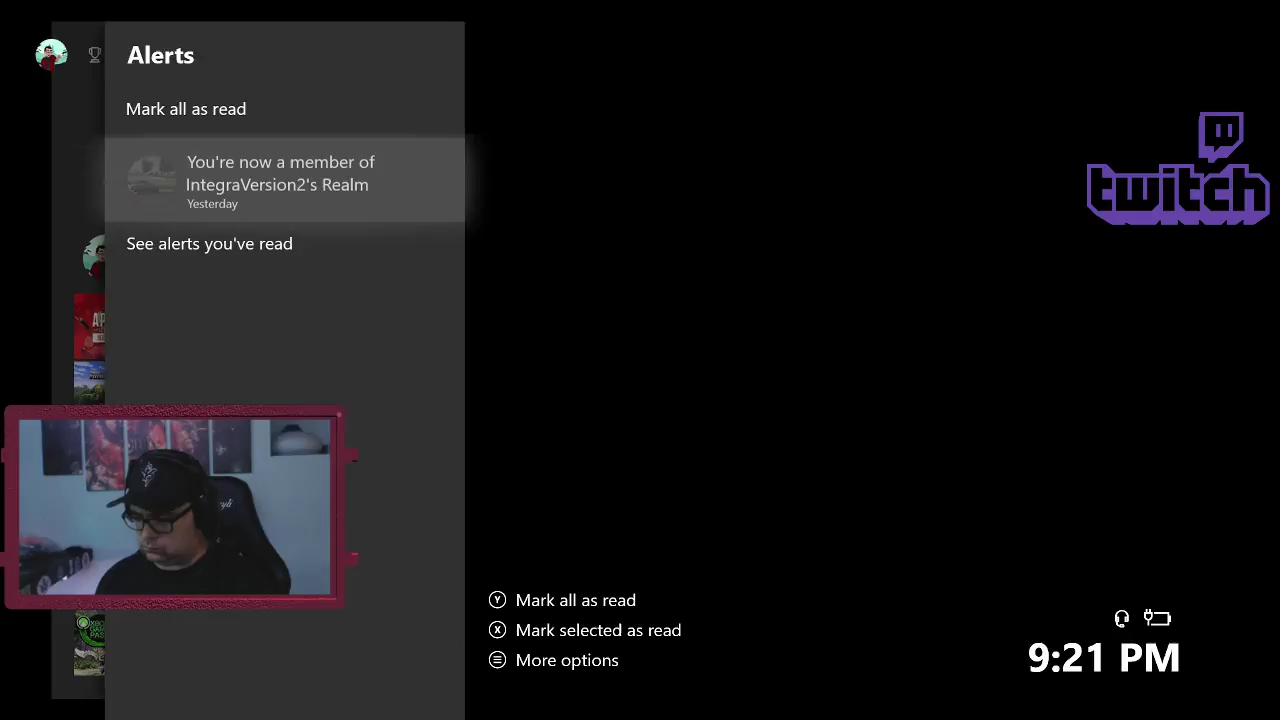 Alerts
Mark all as read
You're now a member of
IntegraVersion2's Realm
Yesterday
See alerts you've read
twitch
Y Mark all as read
X Mark selected as read
More options
9:21 PM